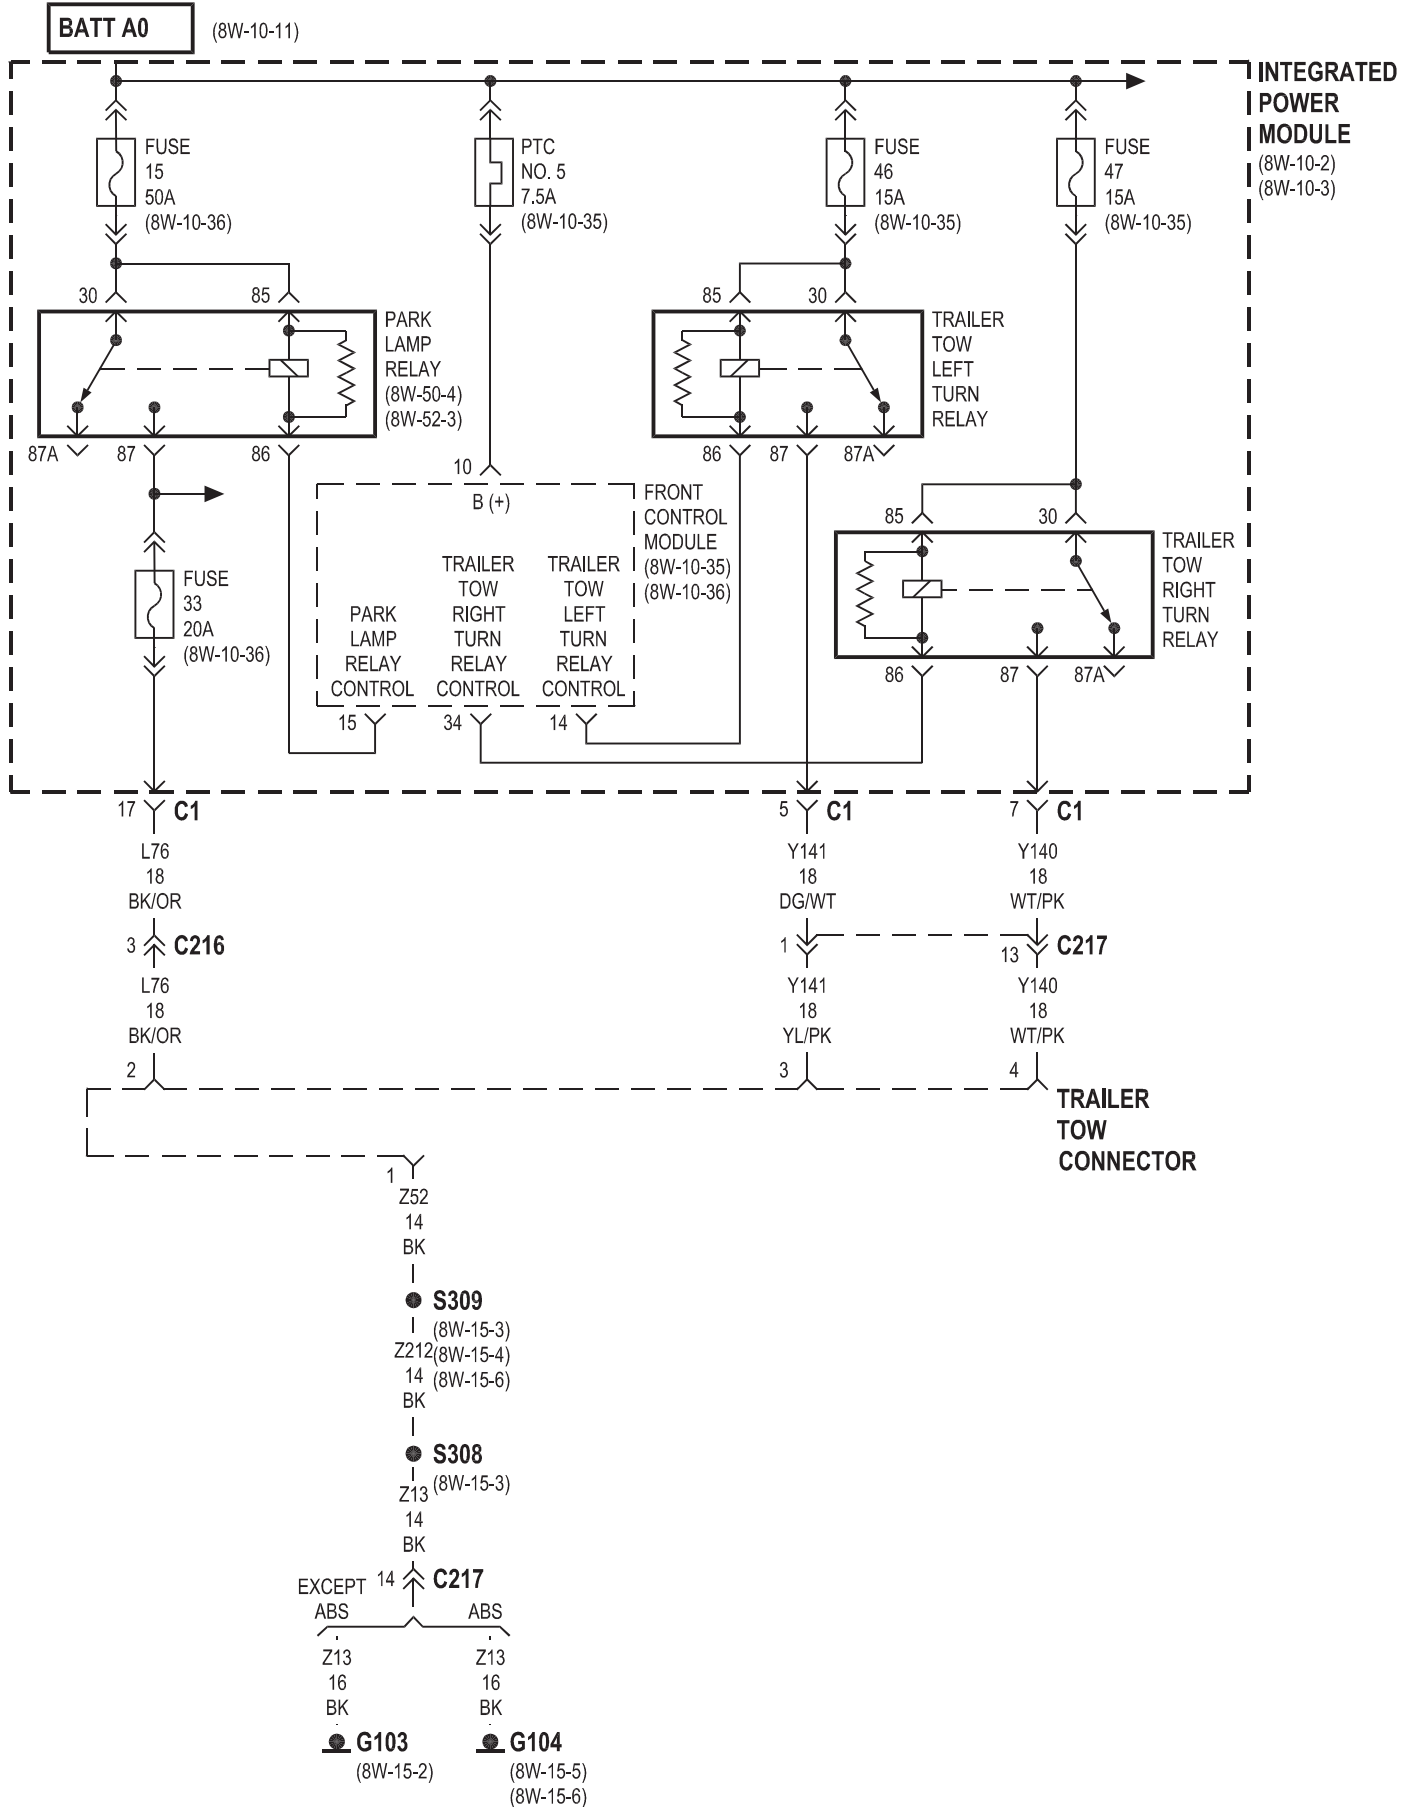 BATT A0
(8W-10-11)
INTEGRATED
POWER
MODULE
(8W-10-2)
(8W-10-3)
FUSE
15
50A
(8W-10-36)
PTC
NO. 5
7.5A
(8W-10-35)
FUSE
46
15A
(8W-10-35)
FUSE
47
15A
(8W-10-35)
30
85
PARK
LAMP
RELAY
(8W-50-4)
(8W-52-3)
87A
87
86
85
30
TRAILER
TOW
LEFT
TURN
RELAY
86
87
87A
10
B (+)
FRONT
CONTROL
MODULE
(8W-10-35)
(8W-10-36)
PARK
LAMP
RELAY
CONTROL
TRAILER
TOW
RIGHT
TURN
RELAY
CONTROL
TRAILER
TOW
LEFT
TURN
RELAY
CONTROL
15
34
14
85
30
TRAILER
TOW
RIGHT
TURN
RELAY
86
87
87A
FUSE
33
20A
(8W-10-36)
17 C1
5 C1
7 C1
L76
18
BK/OR
Y141
18
DG/WT
Y140
18
WT/PK
3 C216
1
13 C217
L76
18
BK/OR
Y141
18
YL/PK
Y140
18
WT/PK
2
3
4
TRAILER
TOW
CONNECTOR
1
Z52
14
BK
S309
(8W-15-3)
(8W-15-4)
(8W-15-6)
Z212
14
BK
S308
(8W-15-3)
Z13
14
BK
14 C217
EXCEPT
ABS
ABS
Z13
16
BK
Z13
16
BK
G103
(8W-15-2)
G104
(8W-15-5)
(8W-15-6)